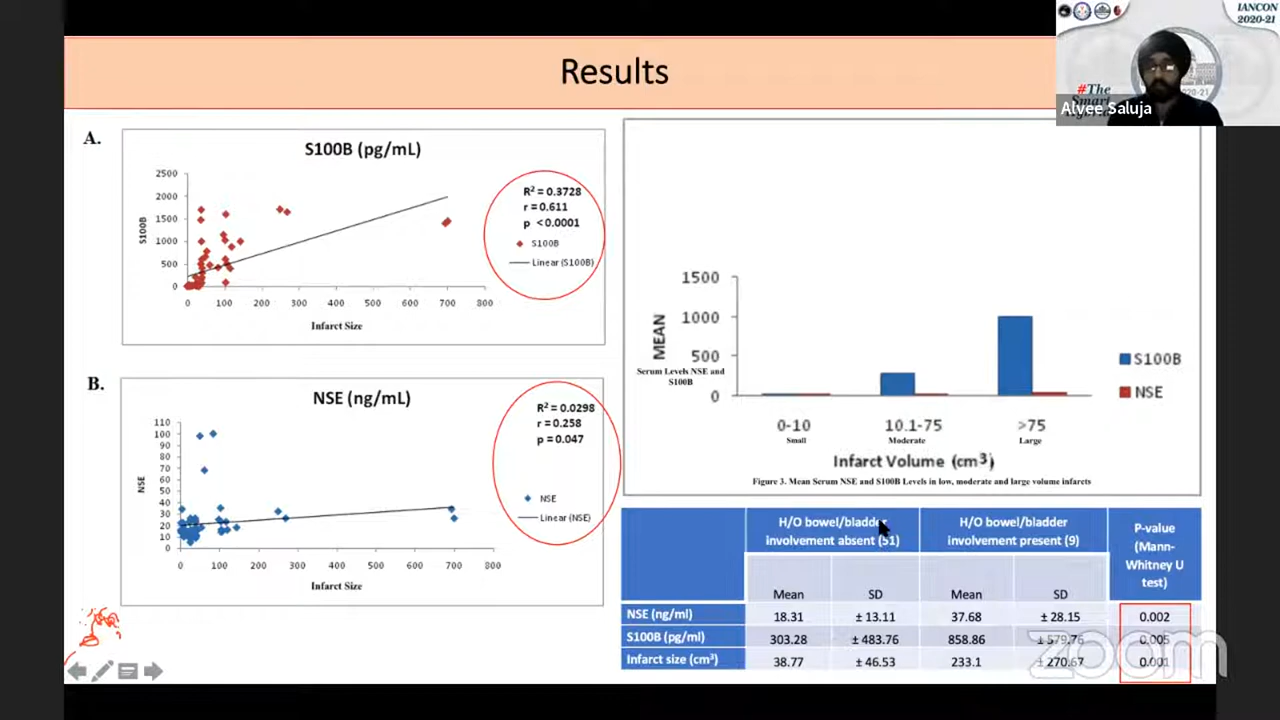 IANCON
2020-21
#The
Smart
20-21
Alvee Saluja
Results
A.
S100B (pg/mL)
2500
2000
1500
1000
500
0
S100B
0 100 200 300 400 500 600 700 800
Infarct Size
R² = 0.3728
r = 0.611
p <0.0001
S100B
Linear (S100B)
B.
NSE (ng/mL)
110
100
90
80
70
60
50
40
30
20
10
0
NSE
0 100 200 300 400 500 600 700 800
Infarct Size
R² = 0.0298
r = 0.258
p = 0.047
NSE
Linear (NSE)
1500
1000
500
0
MEAN
Serum Levels NSE and
S100B
0-10 10.1-75 >75
Small Moderate Large
Infarct Volume (cm³)
S100B
NSE
Figure 3. Mean Serum NSE and S100B Levels in low, moderate and large volume infarcts
H/O bowel/bladder involvement absent (51) H/O bowel/bladder involvement present (9) P-value (Mann-Whitney U test)
Mean SD Mean SD
NSE (ng/ml) 18.31 ± 13.11 37.68 ± 28.15 0.002
S100B (pg/ml) 303.28 ± 483.76 858.86 ± 579.76 0.005
Infarct size (cm³) 38.77 ± 46.53 233.1 ± 270.67 0.001
zoom